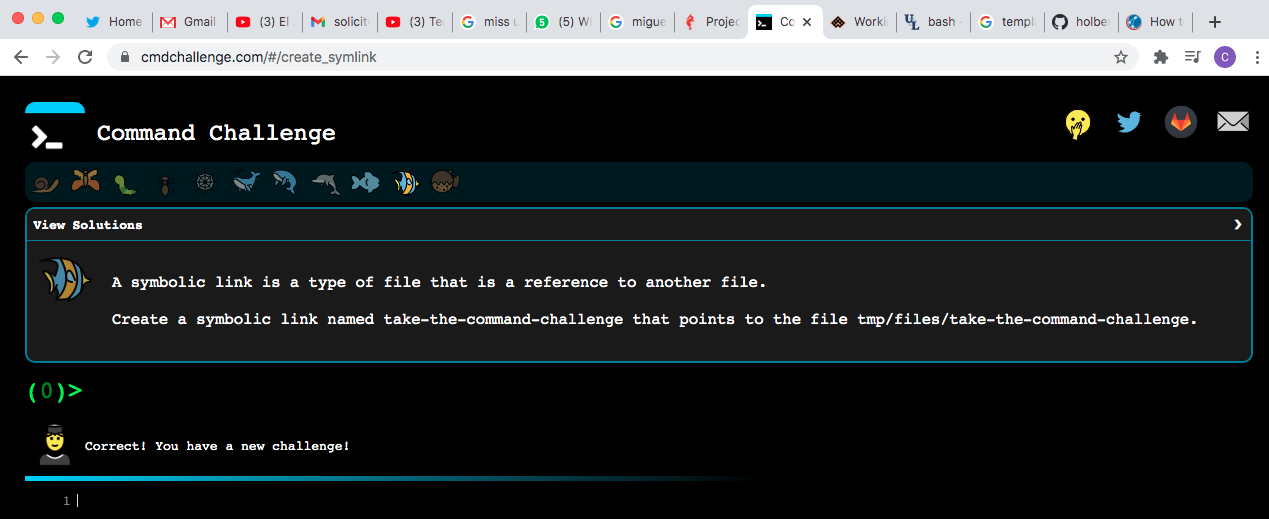 Home
Gmail
(3) El
solicit
(3) Te
miss u
(5) W
migue
Projec
Co
Worki
bash -
templ
holber
How t
cmdchallenge.com/#/create_symlink
C
Command Challenge
View Solutions
A symbolic link is a type of file that is a reference to another file.
Create a symbolic link named take-the-command-challenge that points to the file tmp/files/take-the-command-challenge.
(0)>
Correct! You have a new challenge!
1